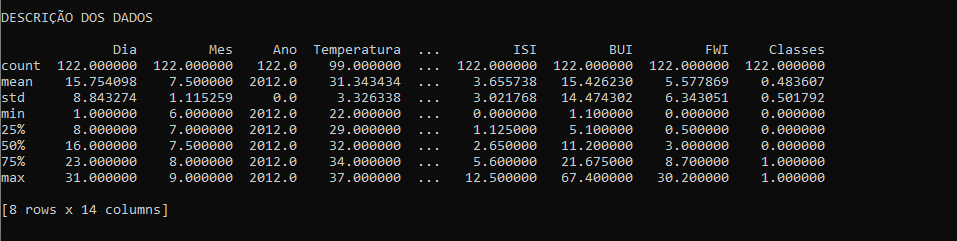 DESCRIÇÃO DOS DADOS
Dia Mes Ano Temperatura ... ISI BUI FWI Classes
count 122.000000 122.000000 122.0 99.000000 ... 122.000000 122.000000 122.000000 122.000000
mean 15.754098 7.500000 2012.0 31.343434 ... 3.655738 15.426230 5.577869 0.483607
std 8.843274 1.115259 0.0 3.326338 ... 3.021768 14.474302 6.343051 0.501792
min 1.000000 6.000000 2012.0 22.000000 ... 0.000000 1.100000 0.000000 0.000000
25% 8.000000 7.000000 2012.0 29.000000 ... 1.125000 5.100000 0.500000 0.000000
50% 16.000000 7.500000 2012.0 32.000000 ... 2.650000 11.200000 3.000000 0.000000
75% 23.000000 8.000000 2012.0 34.000000 ... 5.600000 21.675000 8.700000 1.000000
max 31.000000 9.000000 2012.0 37.000000 ... 12.500000 67.400000 30.200000 1.000000
[8 rows x 14 columns]